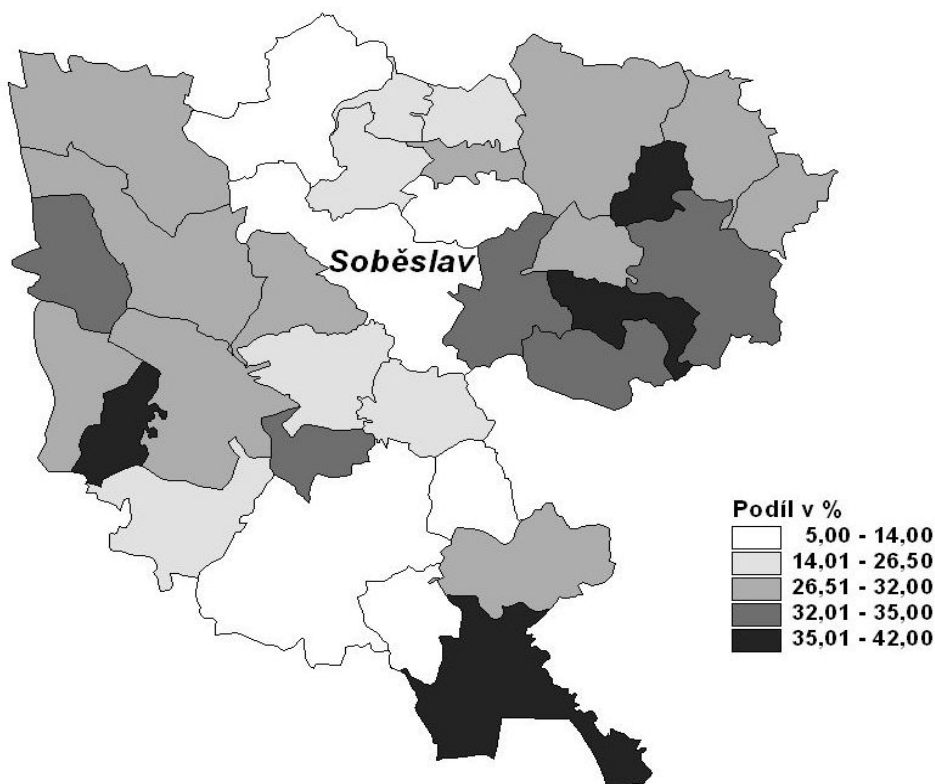 Soběslav
Podíl v %
5,00 - 14,00
14,01 - 26,50
26,51 - 32,00
32,01 - 35,00
35,01 - 42,00